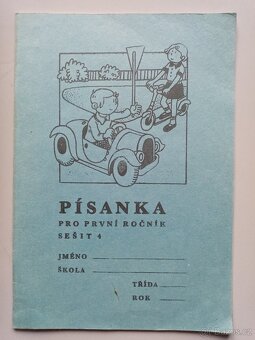 PÍSANKA
PRO PRVNÍ ROČNÍK
SEŠIT 4
JMÉNO
ŠKOLA
TŘÍDA
ROK